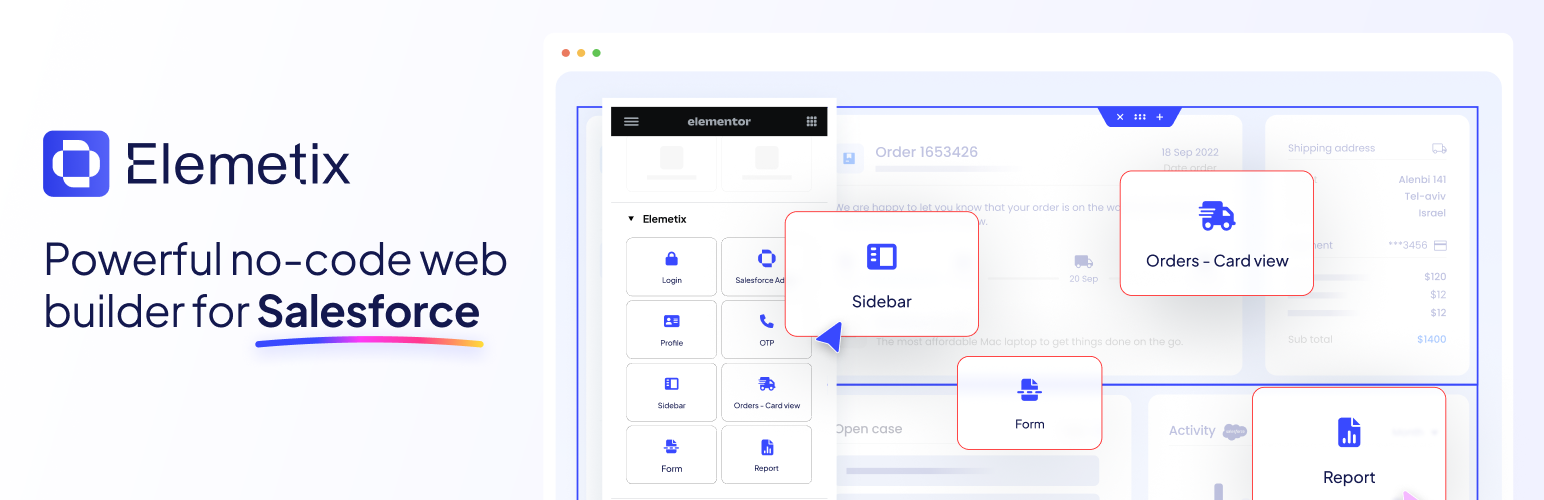 Elemetix
Powerful no-code web
builder for Salesforce
elementor
Elemetix
Login
Salesforce Ad
Profile
OTP
Sidebar
Orders - Card view
Form
Report
Order 1653426
18 Sep 2022
Date order
We are happy to let you know that your order is on the
Sidebar
20 Sep
The most affordable Mac laptop to get things done on the go.
Orders - Card view
Shipping address
Alenbi 141
Tel-aviv
Israel
***3456
$120
$12
$12
Sub total
$1400
Open case
Form
Activity
Report